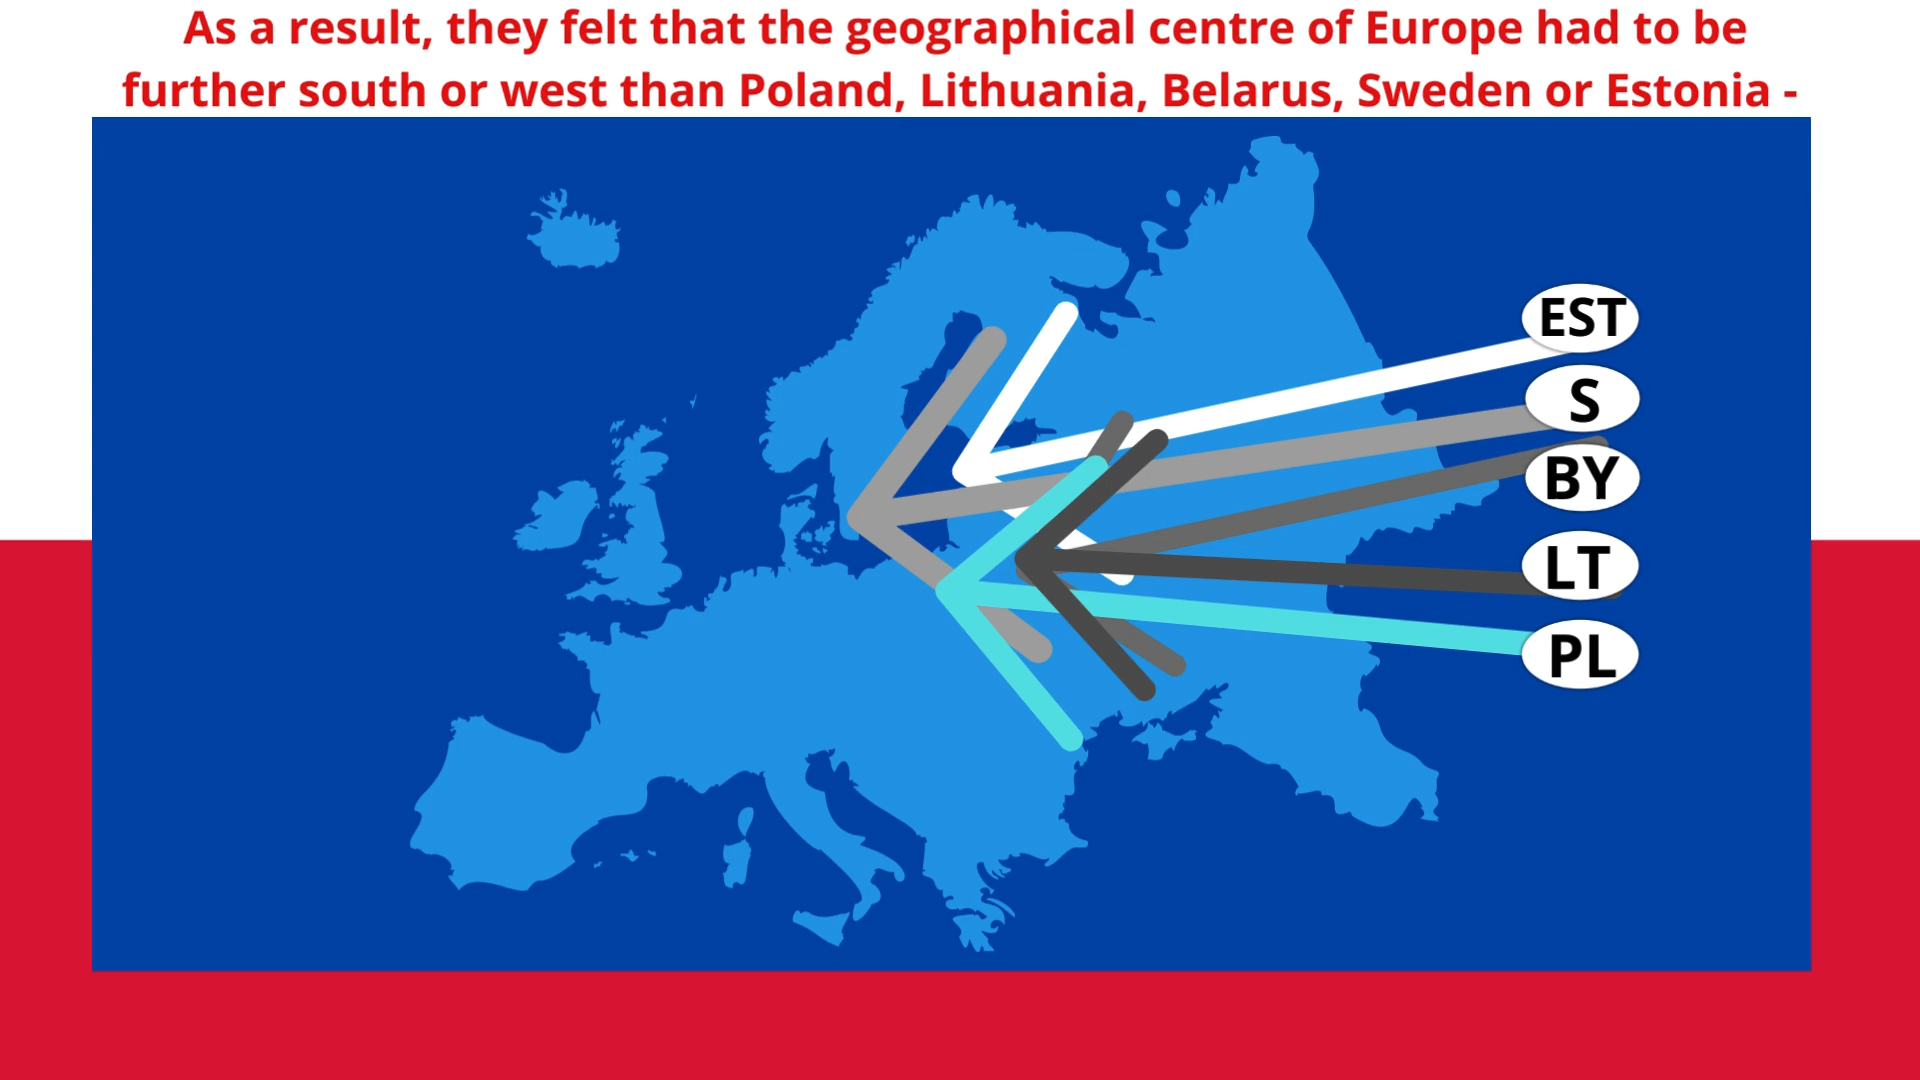 As a result, they felt that the geographical centre of Europe had to be
further south or west than Poland, Lithuania, Belarus, Sweden or Estonia -
EST
S
BY
LT
PL